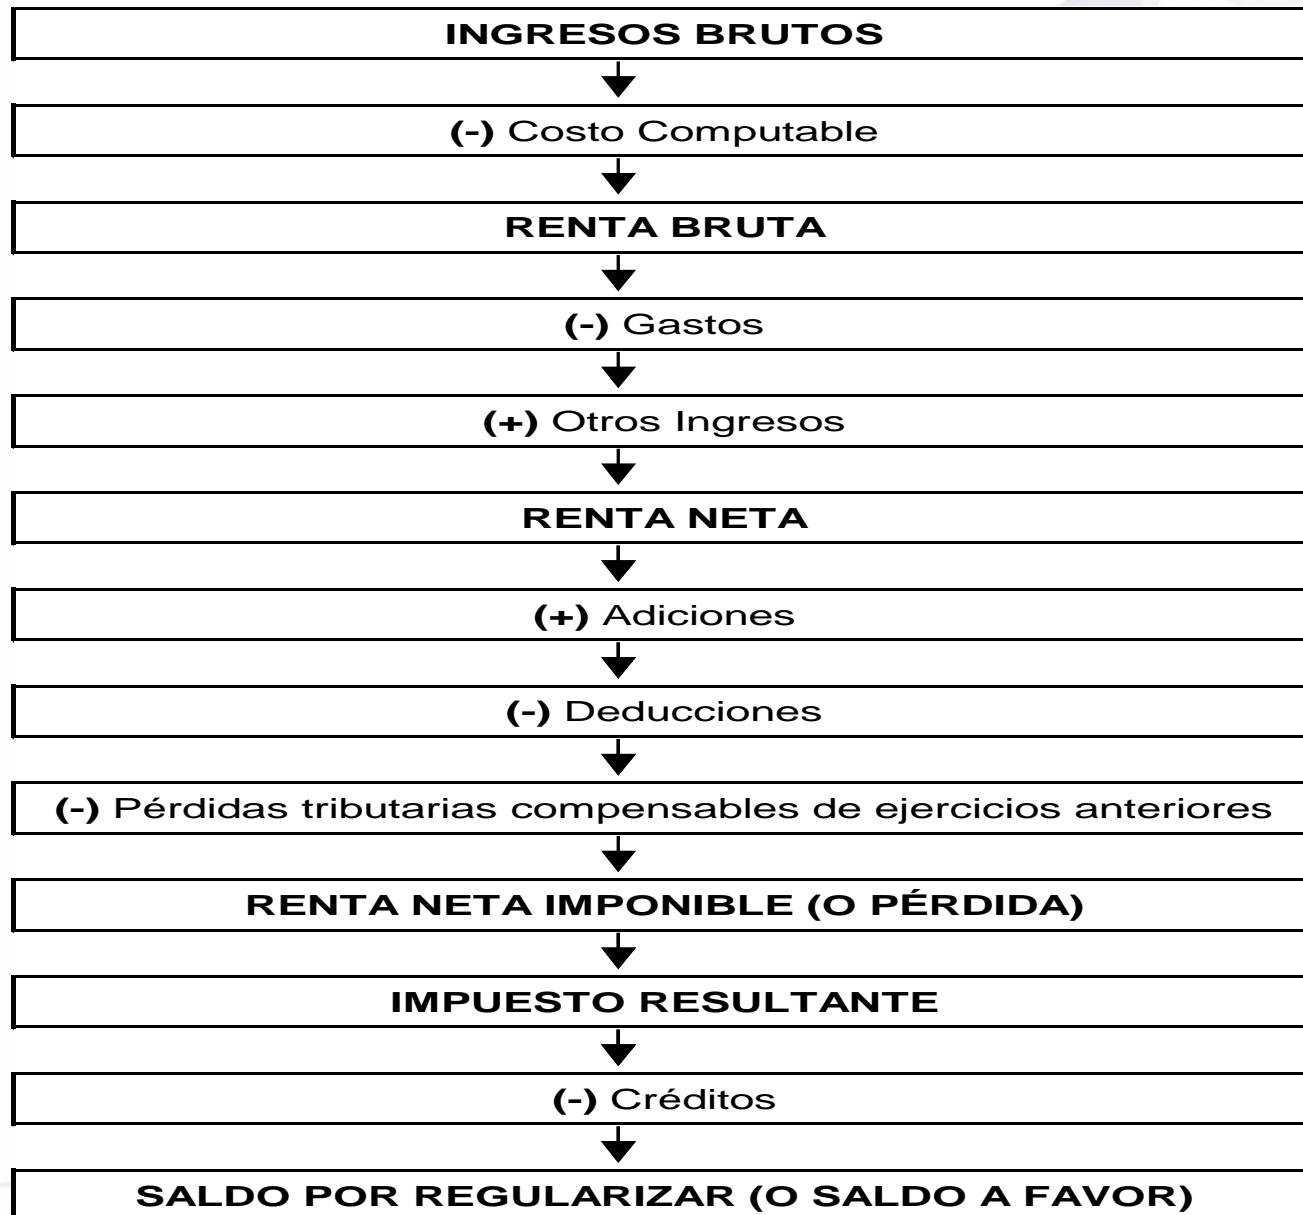 INGRESOS BRUTOS
(-) Costo Computable
RENTA BRUTA
(-) Gastos
(+) Otros Ingresos
RENTA NETA
(+) Adiciones
(-) Deducciones
(-) Pérdidas tributarias compensables de ejercicios anteriores
RENTA NETA IMPONIBLE (O PÉRDIDA)
IMPUESTO RESULTANTE
(-) Créditos
SALDO POR REGULARIZAR (O SALDO A FAVOR)